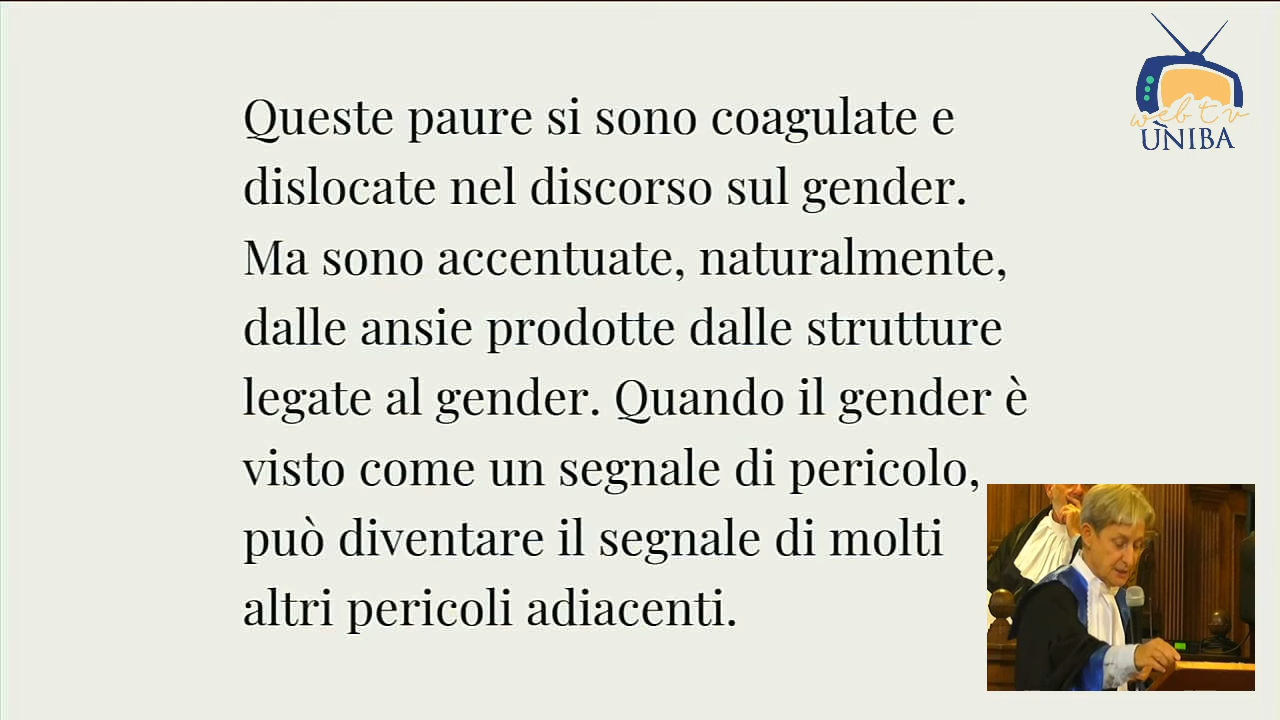 Queste paure si sono coagulate e
dislocate nel discorso sul gender.
Ma sono accentuate, naturalmente,
dalle ansie prodotte dalle strutture
legate al gender. Quando il gender è
visto come un segnale di pericolo,
può diventare il segnale di molti
altri pericoli adiacenti.
web tv
UNIBA